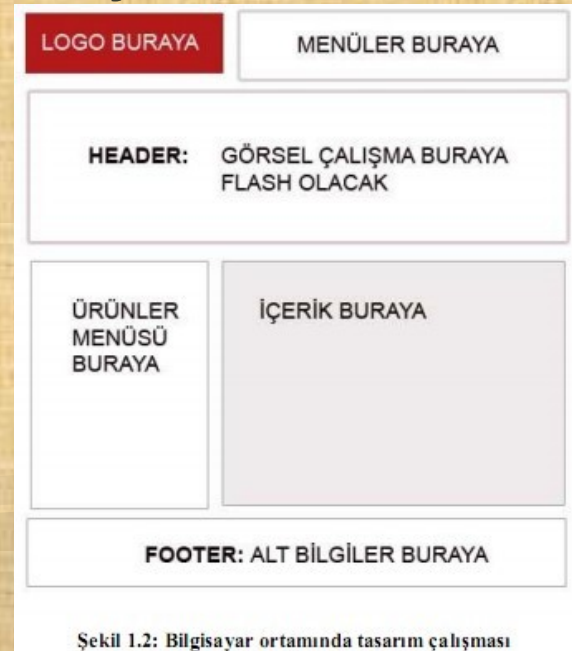 LOGO BURAYA
MENÜLER BURAYA
HEADER: GÖRSEL ÇALIŞMA BURAYA
FLASH OLACAK
ÜRÜNLER
MENÜSÜ
BURAYA
İÇERİK BURAYA
FOOTER: ALT BİLGİLER BURAYA
Şekil 1.2: Bilgisayar ortamında tasarım çalışması